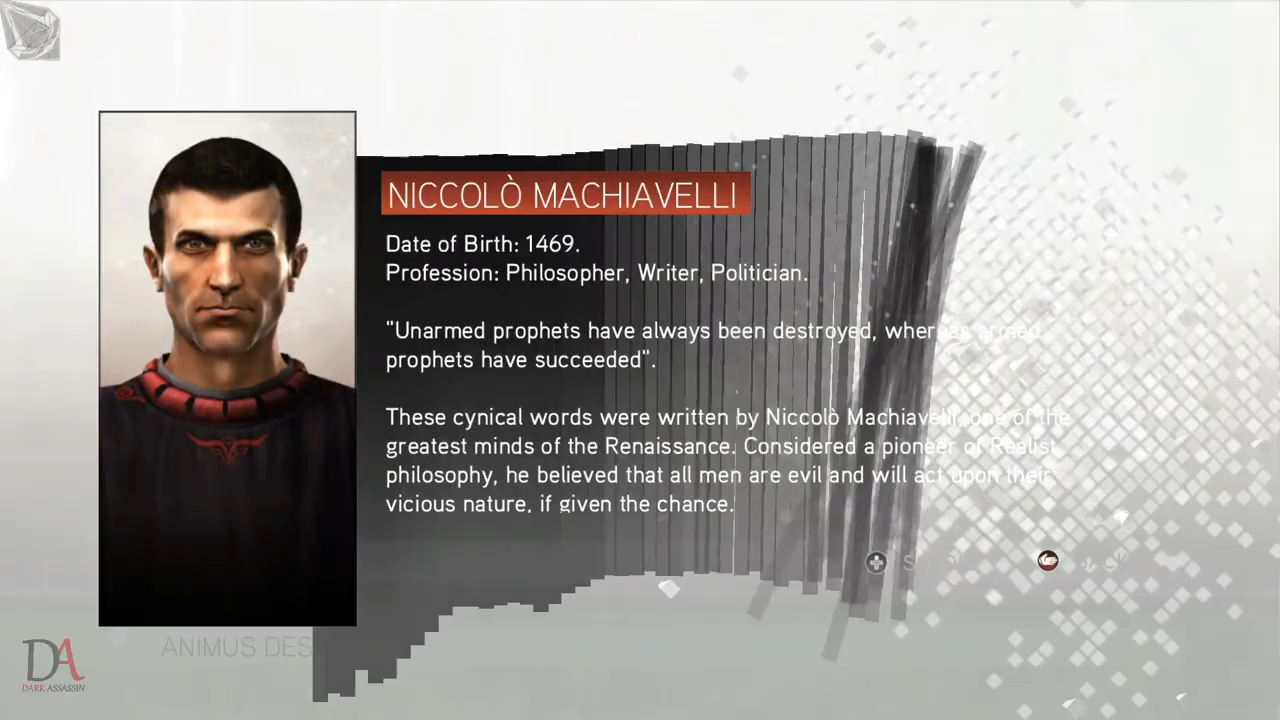 NICCOLÒ MACHIAVELLI
Date of Birth: 1469.
Profession: Philosopher, Writer, Politician.
"Unarmed prophets have always been destroyed, whereas armed
prophets have succeeded".
These cynical words were written by Niccolò Machiavelli, one of the
greatest minds of the Renaissance. Considered a pioneer of Realist
philosophy, he believed that all men are evil and will act upon their
vicious nature, if given the chance.
ANIMUS DES
DA
DARK ASSASSIN